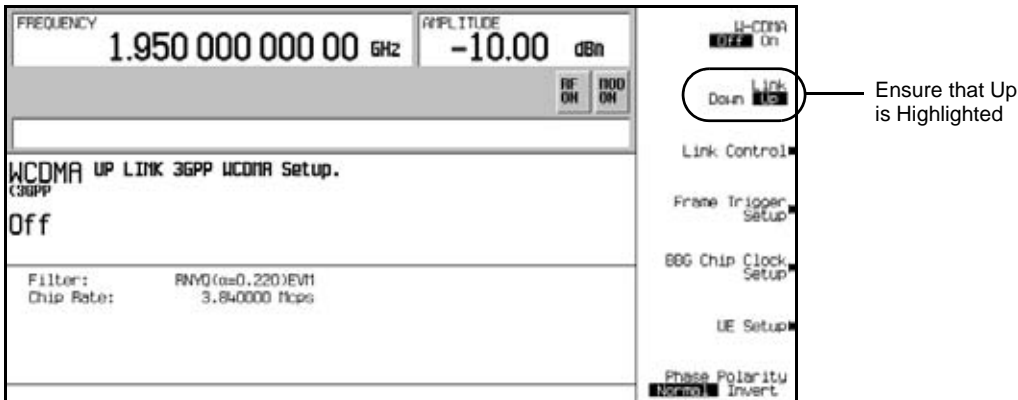 FREQUENCY
1.950 000 000 00 GHz
AMPLITUDE
-10.00 dBm
RF ON
MOD ON
W-CDMA
Off On
Link
Down Up
Ensure that Up
is Highlighted
Link Control
WCDMA UP LINK 3GPP WCDMA Setup.
(3GPP
Off
Frame Trigger
Setup
BBG Chip Clock
Setup
Filter: RNYQ(α=0.220)EVM
Chip Rate: 3.840000 Mcps
UE Setup
Phase Polarity
Normal Invert